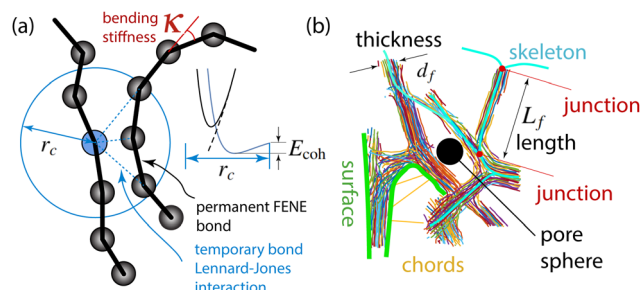 (a)
bending
stiffness
κ
r_c
E_coh
r_c
permanent FENE
bond
temporary bond
Lennard-Jones
interaction
(b)
thickness
d_f
skeleton
junction
L_f
length
junction
surface
pore
sphere
chords